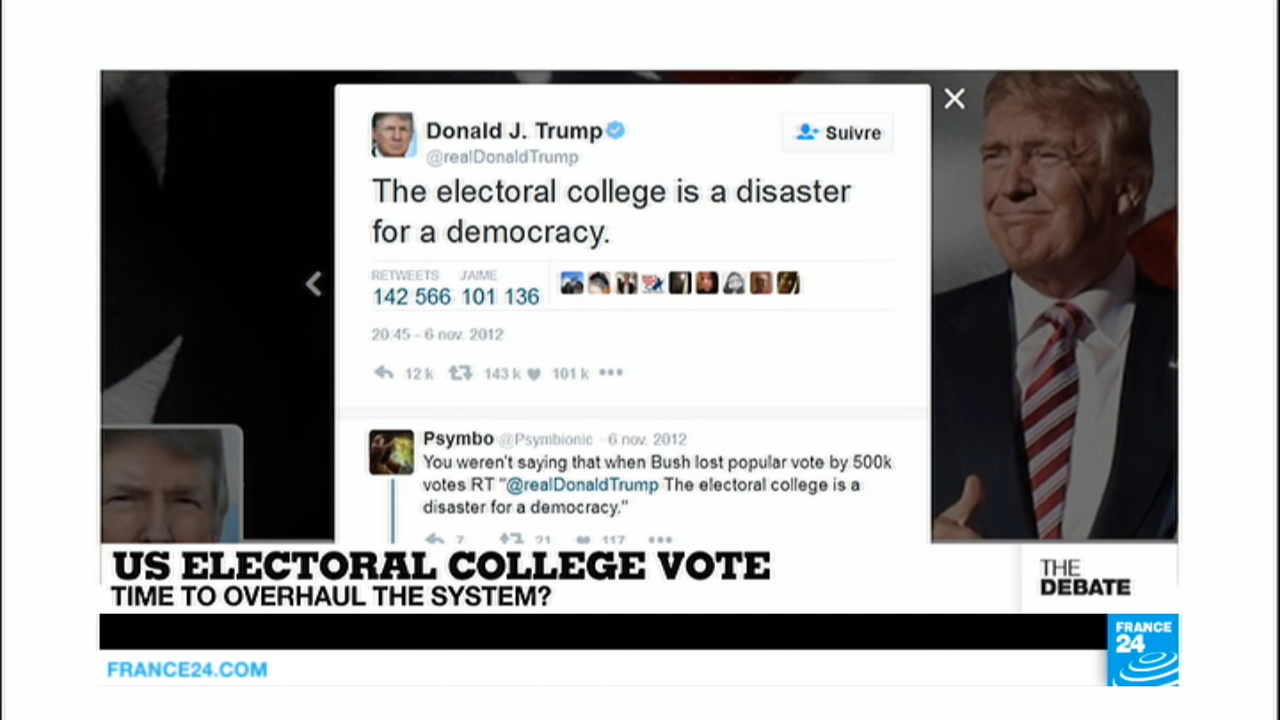 Donald J. Trump
@realDonaldTrump
Suivre
The electoral college is a disaster
for a democracy.
RETWEETS JAIME
142 566 101 136
20:45 - 6 nov. 2012
12 k 143 k 101 k
Psymbo @Psymbionic · 6 nov. 2012
You weren't saying that when Bush lost popular vote by 500k
votes RT "@realDonaldTrump The electoral college is a
disaster for a democracy."
7 21 117
US ELECTORAL COLLEGE VOTE
TIME TO OVERHAUL THE SYSTEM?
THE
DEBATE
FRANCE
24
FRANCE24.COM